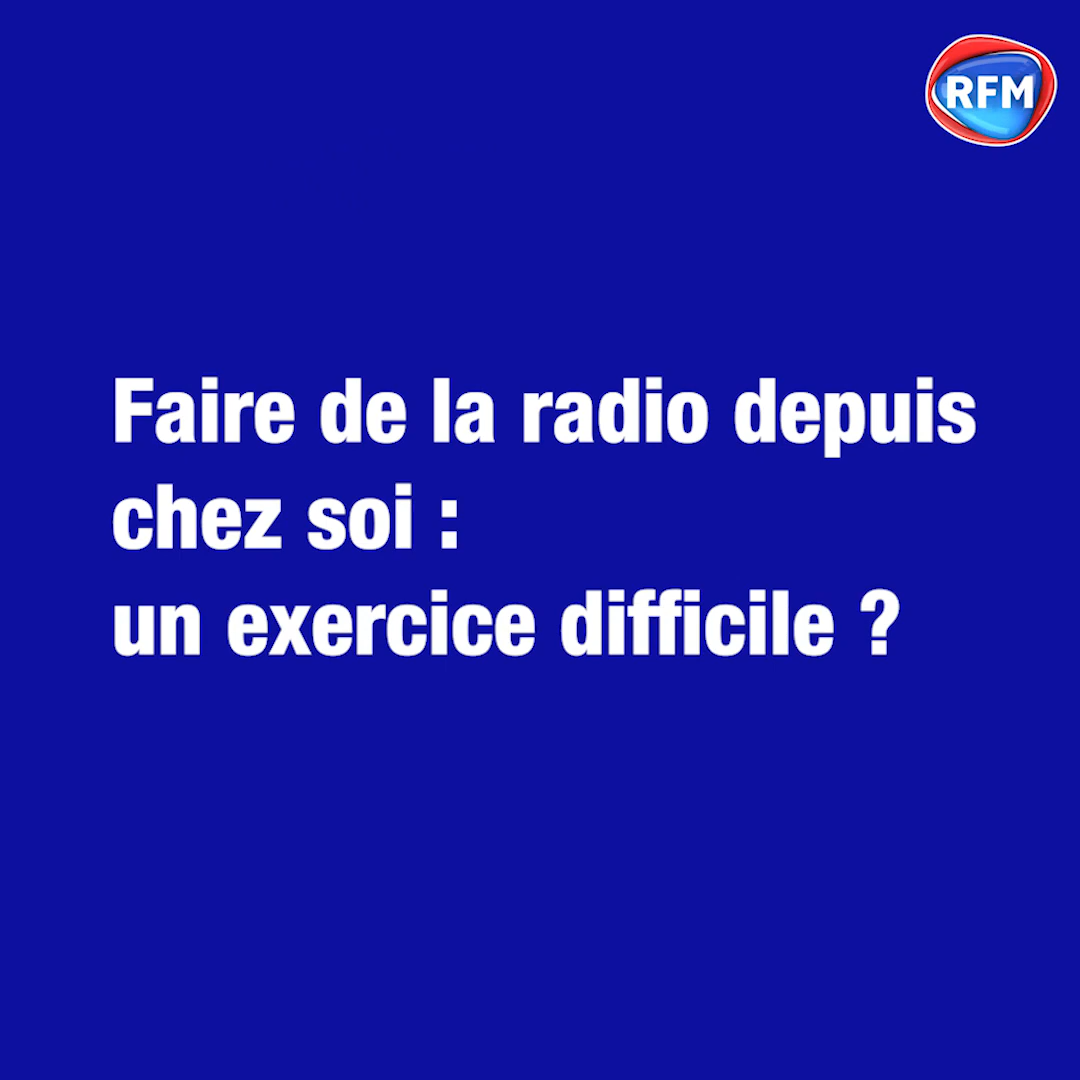 RFM
Faire de la radio depuis
chez soi :
un exercice difficile ?